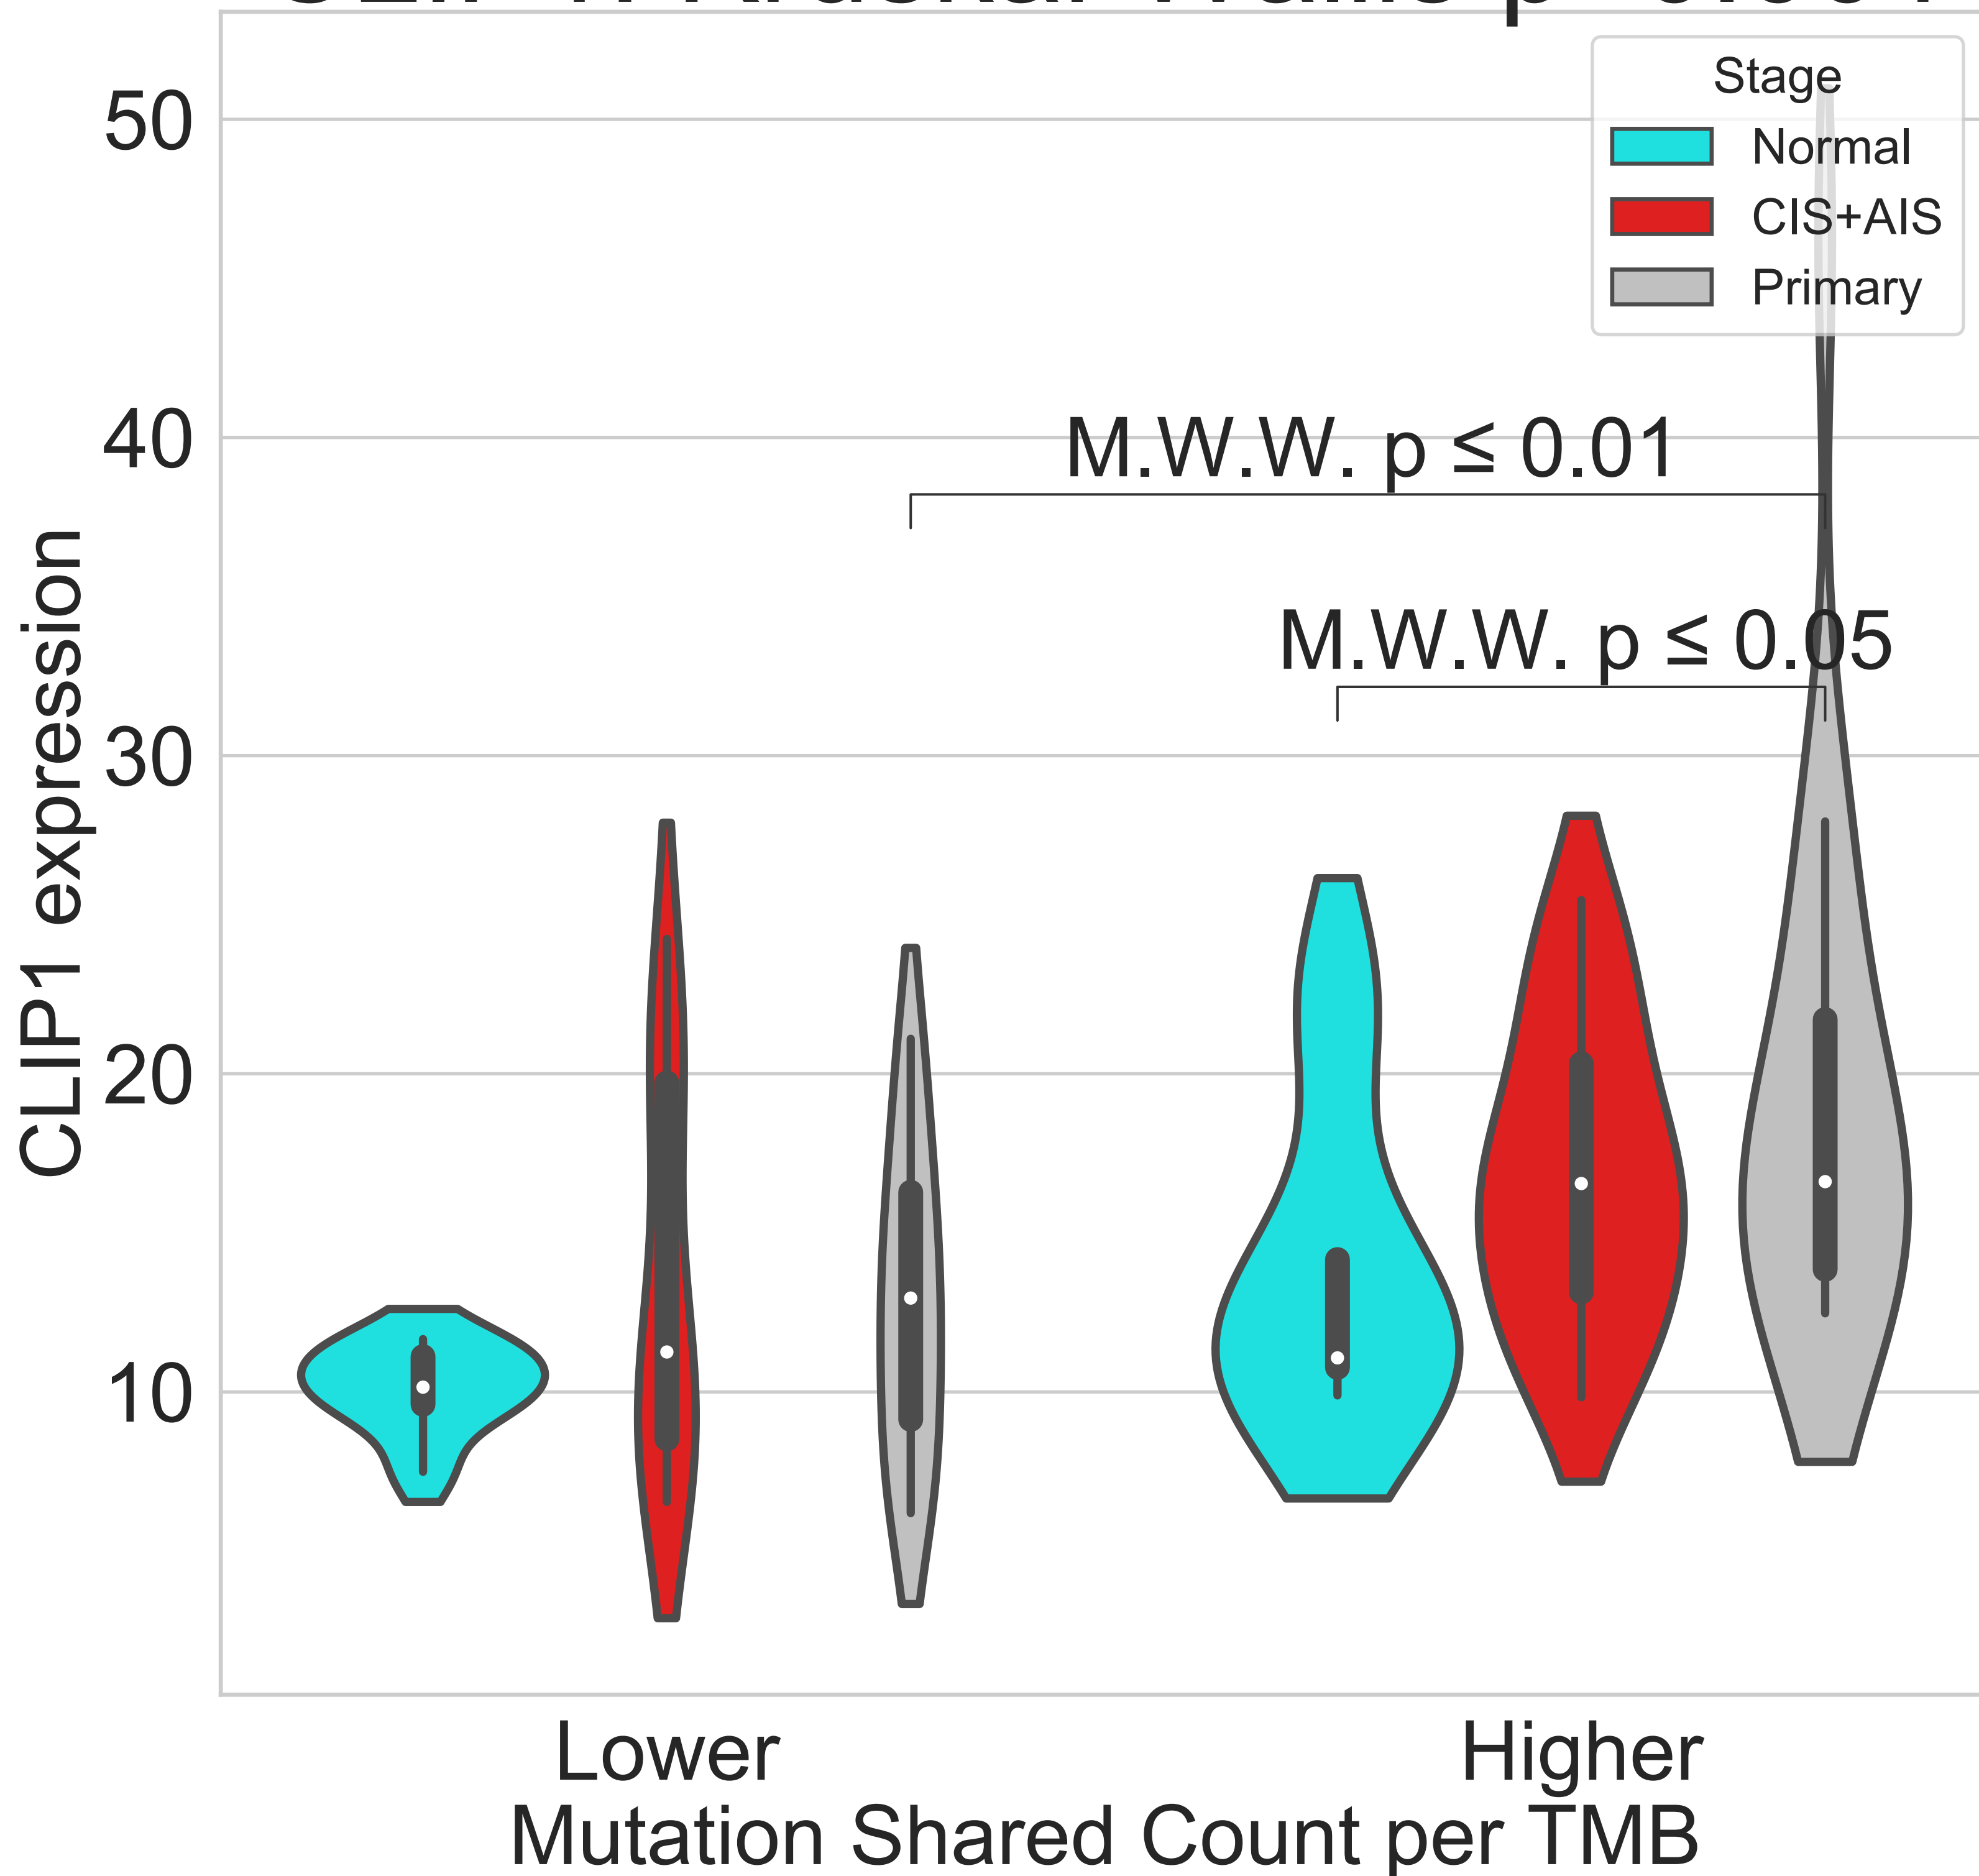 Stage
Normal
CIS+AIS
Primary
50
40
30
20
10
CLIP1 expression
M.W.W. p ≤ 0.01
M.W.W. p ≤ 0.05
Lower
Higher
Mutation Shared Count per TMB